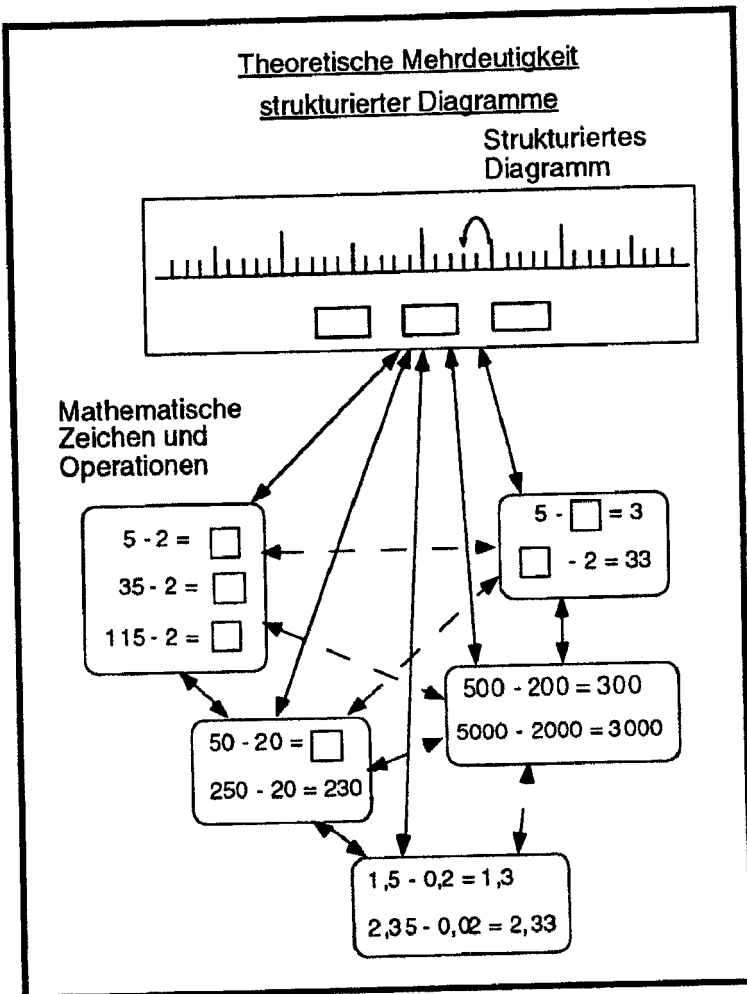 Theoretische Mehrdeutigkeit
strukturierter Diagramme
Strukturiertes
Diagramm
Mathematische
Zeichen und
Operationen
5 - 2 = □
35 - 2 = □
115 - 2 = □
5 - □ = 3
□ - 2 = 33
500 - 200 = 300
5000 - 2000 = 3000
50 - 20 = □
250 - 20 = 230
1,5 - 0,2 = 1,3
2,35 - 0,02 = 2,33